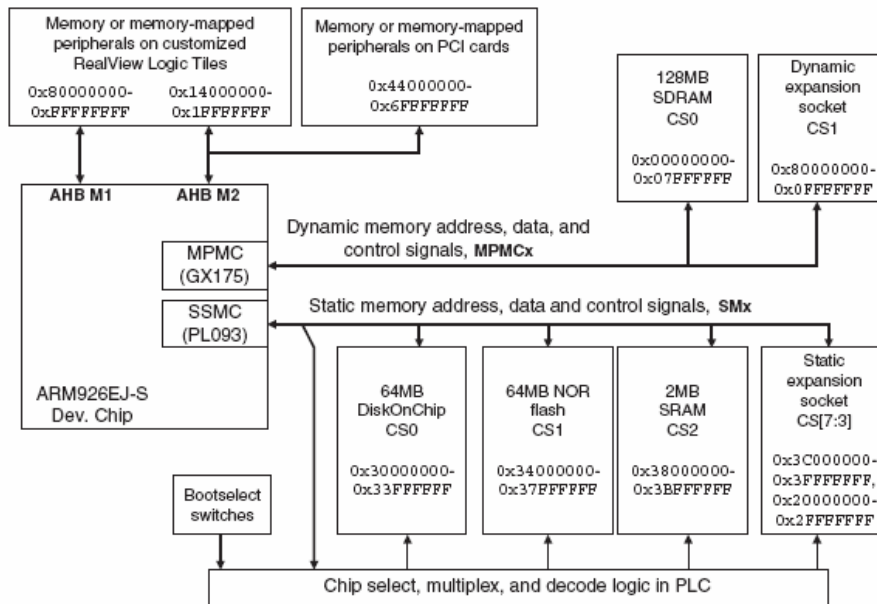 Memory or memory-mapped
peripherals on customized
RealView Logic Tiles
0x80000000-
0xFFFFFFFF
0x14000000-
0x1FFFFFFF
Memory or memory-mapped
peripherals on PCI cards
0x44000000-
0x6FFFFFFF
128MB
SDRAM
CS0
0x00000000-
0x07FFFFFF
Dynamic
expansion
socket
CS1
0x80000000-
0x0FFFFFFF
AHB M1
AHB M2
MPMC
(GX175)
SSMC
(PL093)
ARM926EJ-S
Dev. Chip
Dynamic memory address, data, and
control signals, MPMCx
Static memory address, data and control signals, SMx
64MB
DiskOnChip
CS0
0x30000000-
0x33FFFFFF
64MB NOR
flash
CS1
0x34000000-
0x37FFFFFF
2MB
SRAM
CS2
0x38000000-
0x3BFFFFFF
Static
expansion
socket
CS[7:3]
0x3C000000-
0x3FFFFFFF,
0x20000000-
0x2FFFFFFF
Bootselect
switches
Chip select, multiplex, and decode logic in PLC